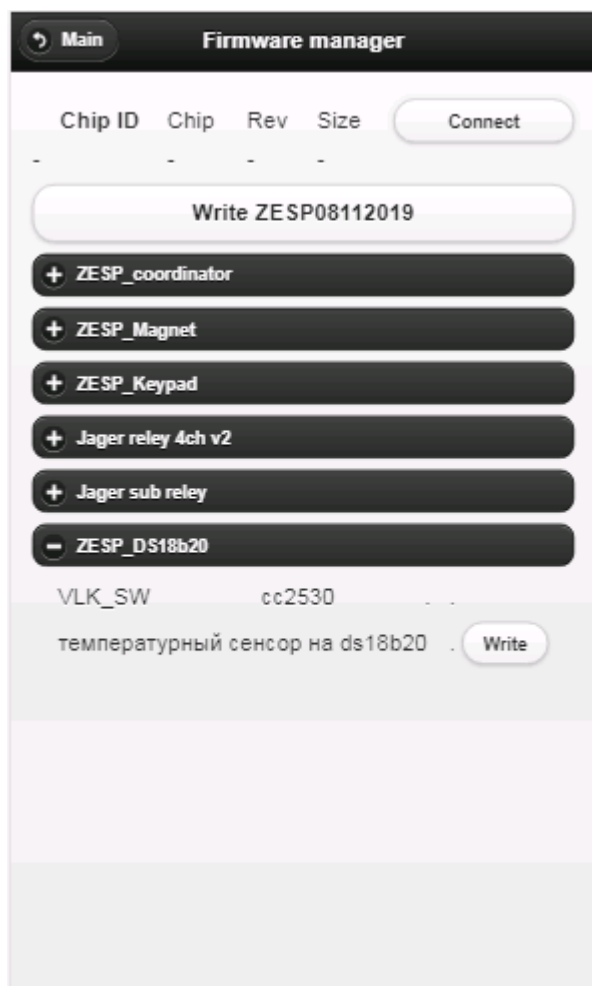 Main Firmware manager
Chip ID Chip Rev Size Connect
- - - -
Write ZESP08112019
ZESP_coordinator
ZESP_Magnet
ZESP_Keypad
Jager reley 4ch v2
Jager sub reley
ZESP_DS18b20
VLK_SW cc2530 . .
температурный сенсор на ds18b20 . Write